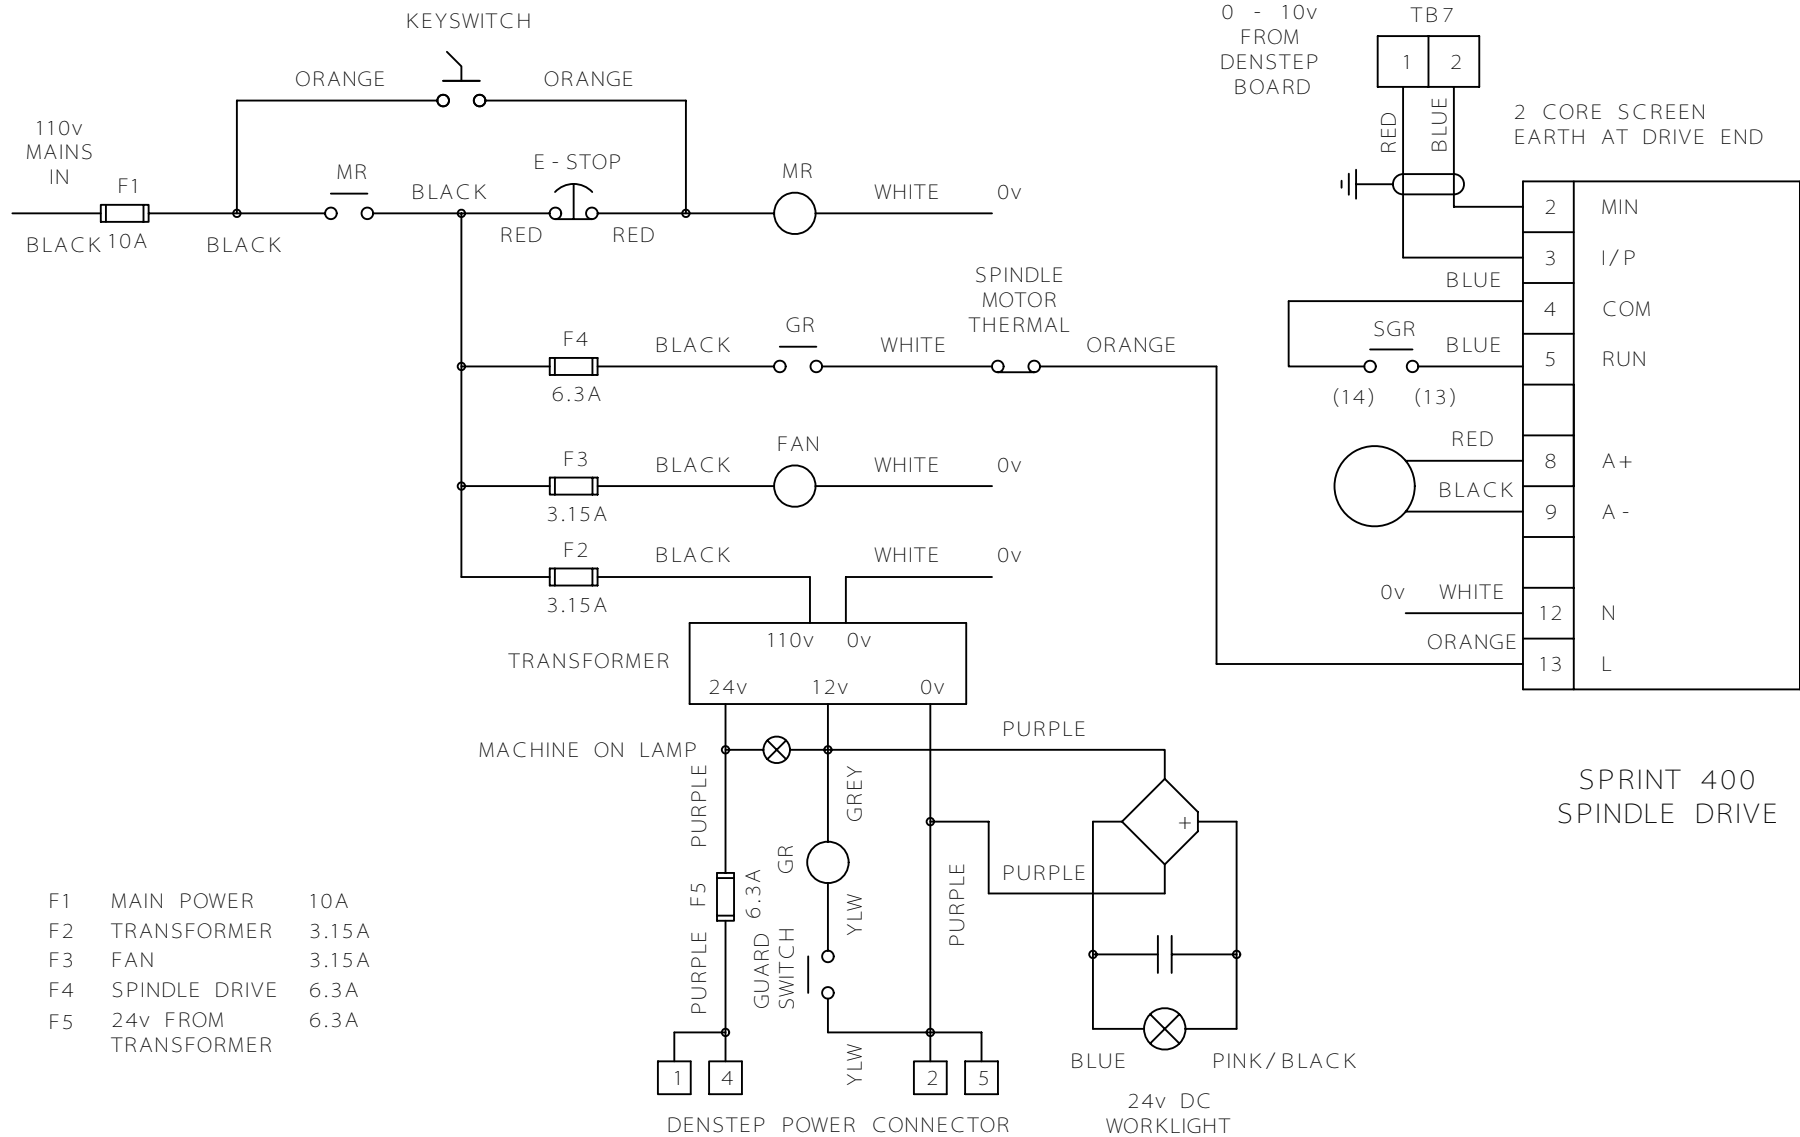 KEYSWITCH
ORANGE
ORANGE
110v
MAINS
IN
F1
10A
BLACK
BLACK
MR
BLACK
E-STOP
RED
RED
MR
WHITE
0v
F4
6.3A
BLACK
GR
WHITE
SPINDLE
MOTOR
THERMAL
ORANGE
F3
3.15A
BLACK
FAN
WHITE
0v
F2
3.15A
BLACK
WHITE
0v
TRANSFORMER
110v 0v
24v 12v 0v
MACHINE ON LAMP
PURPLE
F5
6.3A
PURPLE
GREY
GR
YLW
GUARD
SWITCH
YLW
PURPLE
PURPLE
PURPLE
+
BLUE
PINK/BLACK
24v DC
WORKLIGHT
1
4
2
5
DENSTEP POWER CONNECTOR
0 - 10v
FROM
DENSTEP
BOARD
TB7
1
2
RED
BLUE
2 CORE SCREEN
EARTH AT DRIVE END
2 MIN
3 I/P
BLUE
4 COM
SGR
BLUE
5 RUN
(14)
(13)
RED
8 A+
BLACK
9 A-
0v
WHITE
12 N
ORANGE
13 L
SPRINT 400
SPINDLE DRIVE
F1 MAIN POWER 10A
F2 TRANSFORMER 3.15A
F3 FAN 3.15A
F4 SPINDLE DRIVE 6.3A
F5 24v FROM 6.3A
TRANSFORMER